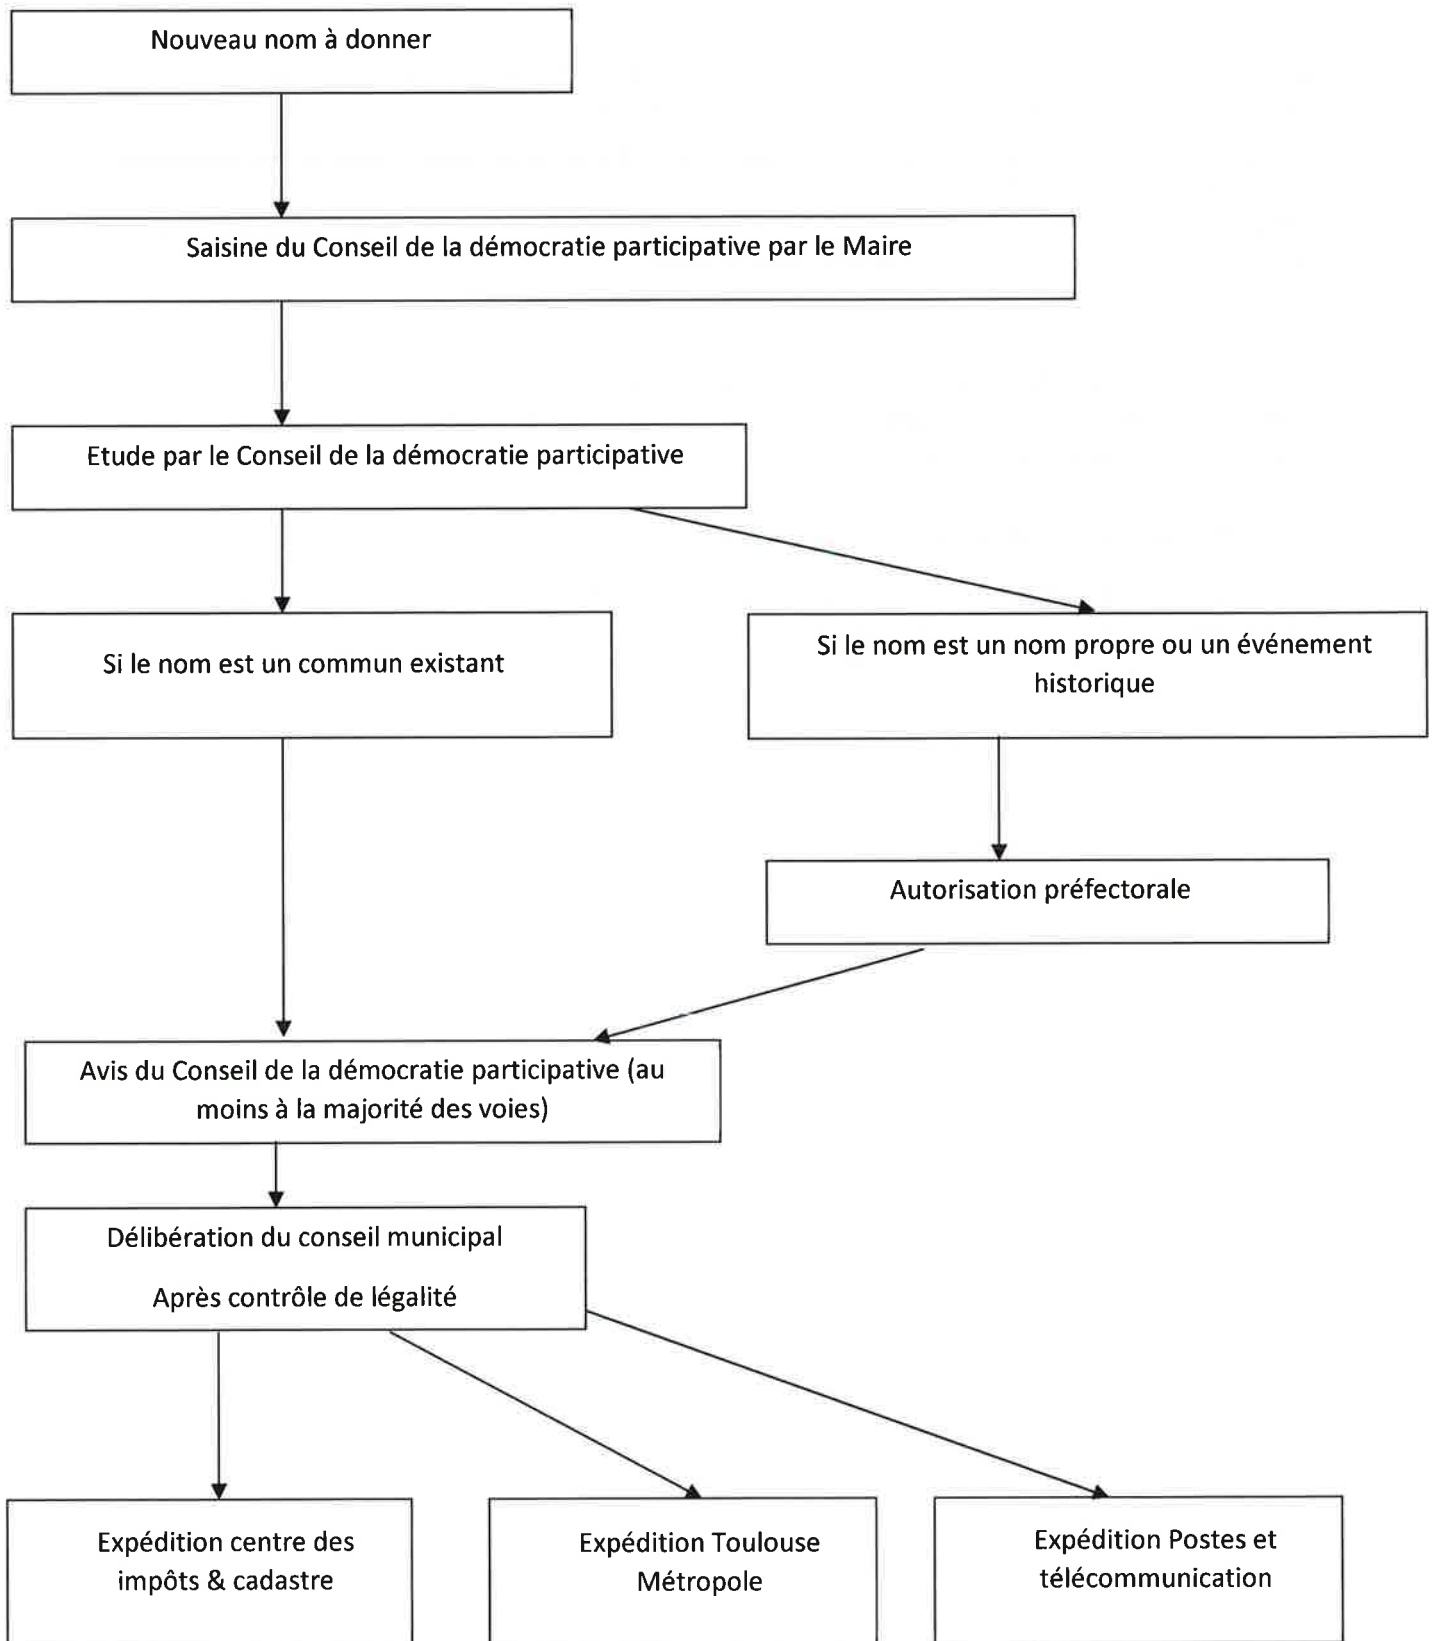 Nouveau nom à donner
Saisine du Conseil de la démocratie participative par le Maire
Etude par le Conseil de la démocratie participative
Si le nom est un commun existant
Si le nom est un nom propre ou un événement
historique
Autorisation préfectorale
Avis du Conseil de la démocratie participative (au
moins à la majorité des voies)
Délibération du conseil municipal
Après contrôle de légalité
Expédition centre des
impôts & cadastre
Expédition Toulouse
Métropole
Expédition Postes et
télécommunication